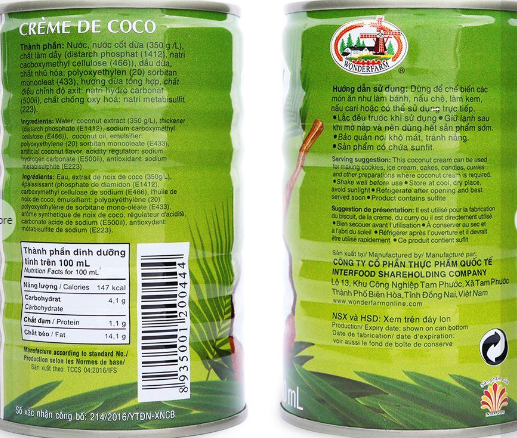 CRÈME DE COCO
Thành phần: Nước, nước cốt dừa (350 g/L),
chất làm dầy (distarch phosphat (1412), natri
cacboxymethyl cellulose (466)), dầu dừa,
chất nhũ hóa: polyoxyethylen (20) sorbitan
monoleat (433), hương dừa tổng hợp, chất
điều chỉnh độ axit: natri hydro carbonat
(500ii), chất chống oxy hoá: natri metabisulfit
(223).
Ingredients: Water, coconut extract (350 g/L), thickener
(distarch phosphate (E1412), sodium carboxymethyl
cellulose (E466), coconut oil, emulsifier:
polyoxyethylene (20) sorbitan monoleate (E433),
artificial coconut flavor, acidity regulator: sodium
hydrogen carbonate (E500ii), antioxidant: sodium
metabisulphite (E223)
Ingrédients: Eau, extrait de noix de coco (350g/L),
épaississant (phosphate de diamidon (E1412),
carboxymethyl cellulose de sodium (E466), l'huile de
noix de coco, émulsifiant: polyoxyéthylène (20)
polyoxyéthylène de sorbitane mono-oléate (E433),
arôme synthétique de noix de coco, régulateur d'acidité,
carbonate acide de sodium (E500ii), antioxydant:
métabisulfite de sodium (E223).
Thành phần dinh dưỡng
tính trên 100 mL
Nutrition Facts for 100 mL
Năng lượng / Calories 147 kcal
Carbohydrat
Carbohydrate 4,1 g
Chất đạm / Protein 1,1 g
Chất béo / Fat 14,1 g
Manufacture according to standard No./
Production selon les Normes de base/
Sản xuất theo: TCCS 04:2016/IFS
8935001200444
Số xác nhận công bố: 214/2016/YTĐN-XNCB
WONDERFARM
®
Hướng dẫn sử dụng: Dùng để chế biến các
món ăn như làm bánh, nấu chè, làm kem,
nấu cari hoặc có thể sử dụng trực tiếp.
• Lắc đều trước khi sử dụng • Giữ lạnh sau
khi mở nắp và nên dùng hết sản phẩm sớm.
• Bảo quản nơi khô mát, tránh nắng.
• Sản phẩm có chứa sunfit.
Serving suggestion: This coconut cream can be used
for making cookies, ice cream, cakes, candies, curries
and other preparations where coconut cream is required.
• Shake well before use • Store at cool, dry place,
avoid sunlight • Refrigerate after opening and best
served soon • Product contains sulfite
Suggestion de présentation: Il est utilisé pour la fabrication
du biscuit, de la crème, du curry ou il est directement utilisé
• Bien secouer avant l'utilisation • A conserver au sec et
à l'abri du soleil • Réfrigérer après l'ouverture et il devrait
être utilisé rapidement • Ce produit contient sulfit
Sản xuất tại/ Manufactured by/ Manufacturé par:
CÔNG TY CỔ PHẦN THỰC PHẨM QUỐC TẾ
INTERFOOD SHAREHOLDING COMPANY
Lô 13, Khu Công Nghiệp Tam Phước, Xã Tam Phước
Thành Phố Biên Hòa, Tỉnh Đồng Nai, Việt Nam
www.wonderfarmonline.com
NSX và HSD: Xem trên đáy lon
Production/ Expiry date: shown on can bottom
Date de fabrication/ date d'expiration:
voir aussi le fond de boîte de conserve
mL